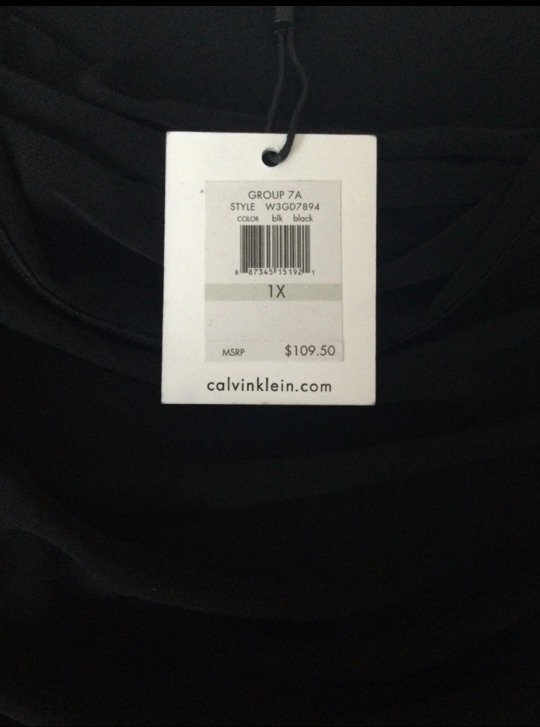 GROUP 7A
STYLE W3GD7894
COLOR blk black
8 87345 15192 1
1X
MSRP $109.50
calvinklein.com